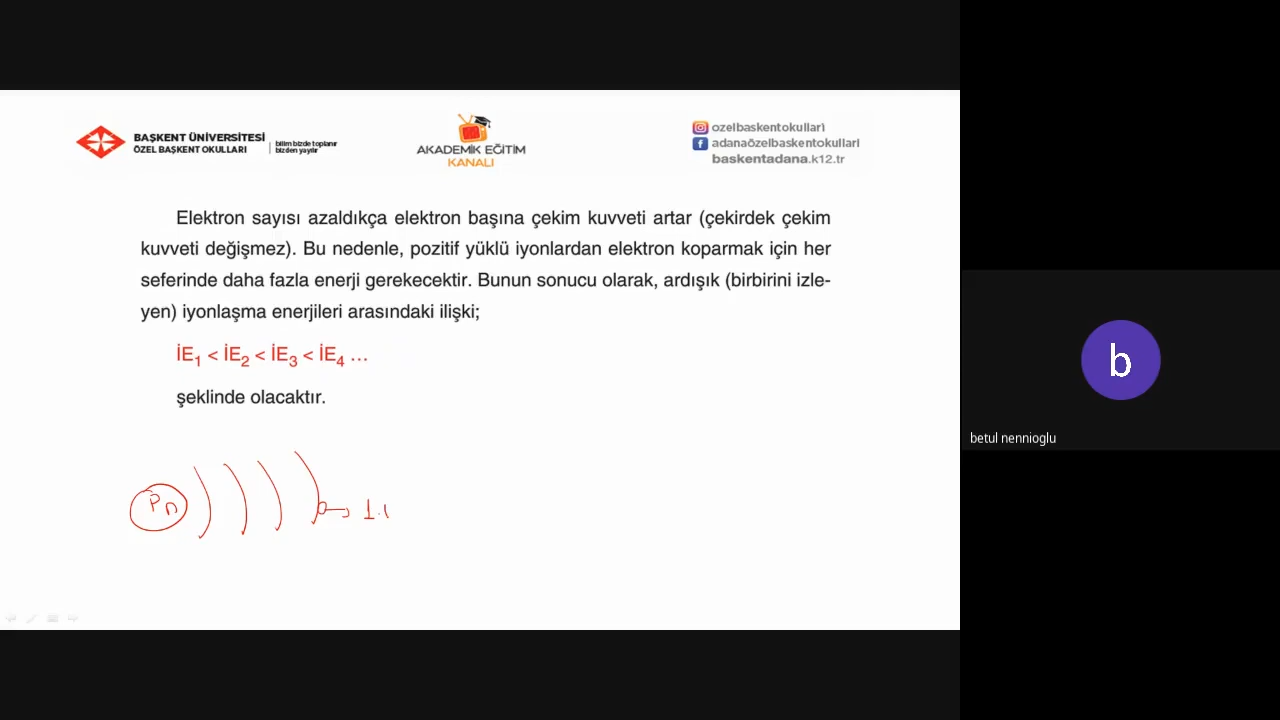 BAŞKENT ÜNİVERSİTESİ
ÖZEL BAŞKENT OKULLARI
bilim bizde toplanır
bizden yayılır
AKADEMİK EĞİTİM
KANALI
ozelbaskentokullari
adanaözelbaskentokullari
baskentadana.k12.tr
Elektron sayısı azaldıkça elektron başına çekim kuvveti artar (çekirdek çekim
kuvveti değişmez). Bu nedenle, pozitif yüklü iyonlardan elektron koparmak için her
seferinde daha fazla enerji gerekecektir. Bunun sonucu olarak, ardışık (birbirini izle-
yen) iyonlaşma enerjileri arasındaki ilişki;
İE₁ < İE₂ < İE₃ < İE₄ ...
şeklinde olacaktır.
P n
1.
b
betul nennioglu